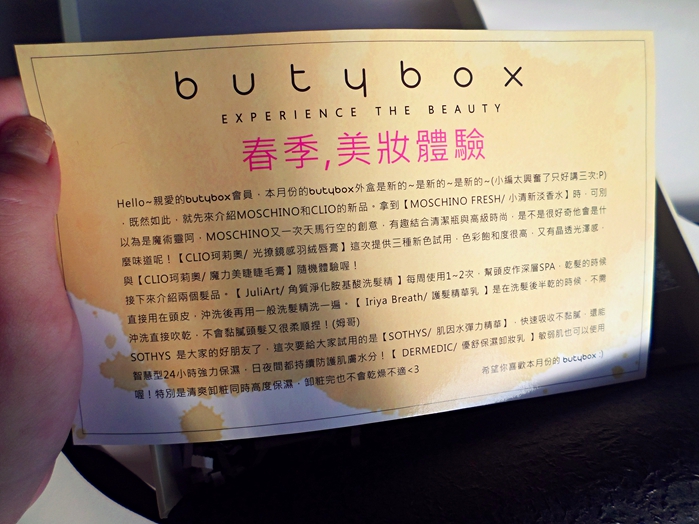 butybox
EXPERIENCE THE BEAUTY
春季,美妝體驗
Hello~親愛的butybox會員，本月份的butybox外盒是新的~是新的~是新的~(小編太興奮了只好講三次:P)
，既然如此，就先來介紹MOSCHINO和CLIO的新品。拿到【MOSCHINO FRESH/ 小清新淡香水】時，可別
以為是魔術靈阿，MOSCHINO又一次天馬行空的創意，有趣結合清潔瓶與高級時尚，是不是很好奇他會是什
麼味道呢！【CLIO珂莉奧/ 光撩鏡感羽絨唇膏】這次提供三種新色試用，色彩飽和度很高，又有晶透光澤感，
與【CLIO珂莉奧/ 魔力美睫睫毛膏】隨機體驗喔！
接下來介紹兩個髮品。【 JuliArt/ 角質淨化胺基酸洗髮精 】每周使用1~2次，幫頭皮作深層SPA，乾髮的時候
直接用在頭皮，沖洗後再用一般洗髮精洗一遍。【 Iriya Breath/ 護髮精華乳 】是在洗髮後半乾的時候，不需
沖洗直接吹乾，不會黏膩頭髮又很柔順捏！(姆哥)
SOTHYS 是大家的好朋友了，這次要給大家試用的是【SOTHYS/ 肌因水彈力精華】，快速吸收不黏膩，還能
智慧型24小時強力保濕，日夜間都持續防護肌膚水分！【 DERMEDIC/ 優舒保濕卸妝乳 】敏弱肌也可以使用
喔！特別是清爽卸粧同時高度保濕，卸粧完也不會乾燥不適<3
希望你喜歡本月份的 butybox :)